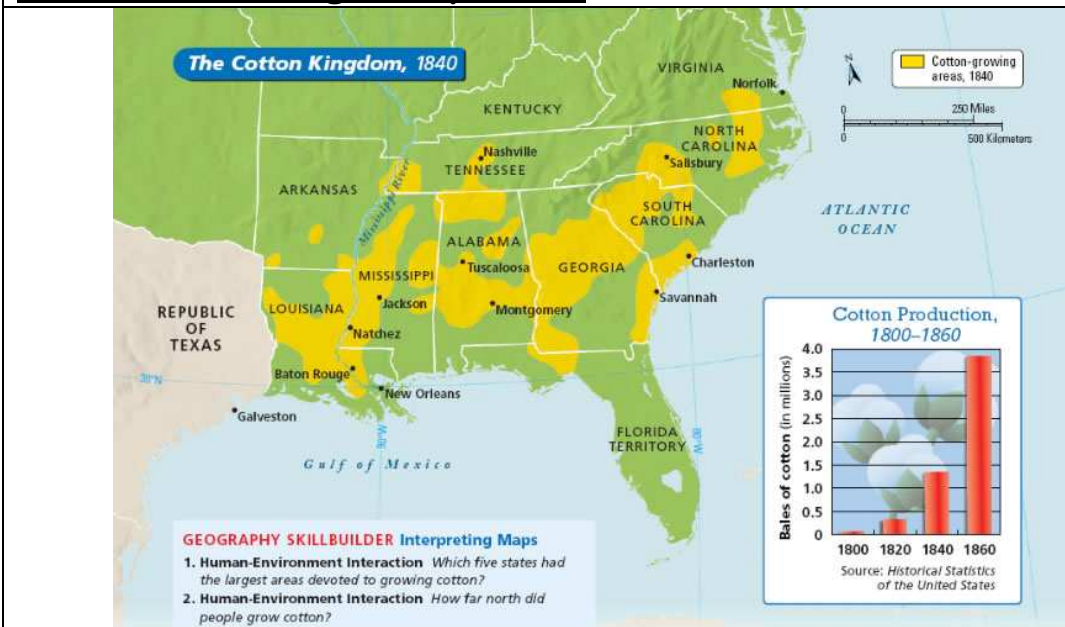 The Cotton Kingdom, 1840
VIRGINIA
Norfolk
KENTUCKY
NORTH
CAROLINA
Nashville
TENNESSEE
Salisbury
ARKANSAS
Mississippi River
SOUTH
CAROLINA
ALABAMA
MISSISSIPPI
Tuscaloosa
GEORGIA
Charleston
LOUISIANA
Jackson
Montgomery
Savannah
REPUBLIC
OF
TEXAS
Natchez
Baton Rouge
New Orleans
30°N
Galveston
90°W
80°W
FLORIDA
TERRITORY
Gulf of Mexico
ATLANTIC
OCEAN
N
Cotton-growing
areas, 1840
0
250 Miles
0
500 Kilometers
Cotton Production,
1800–1860
Bales of cotton (in millions)
4.0
3.5
3.0
2.5
2.0
1.5
1.0
0.5
0
1800 1820 1840 1860
Source: Historical Statistics
of the United States
GEOGRAPHY SKILLBUILDER Interpreting Maps
1. Human-Environment Interaction Which five states had
the largest areas devoted to growing cotton?
2. Human-Environment Interaction How far north did
people grow cotton?